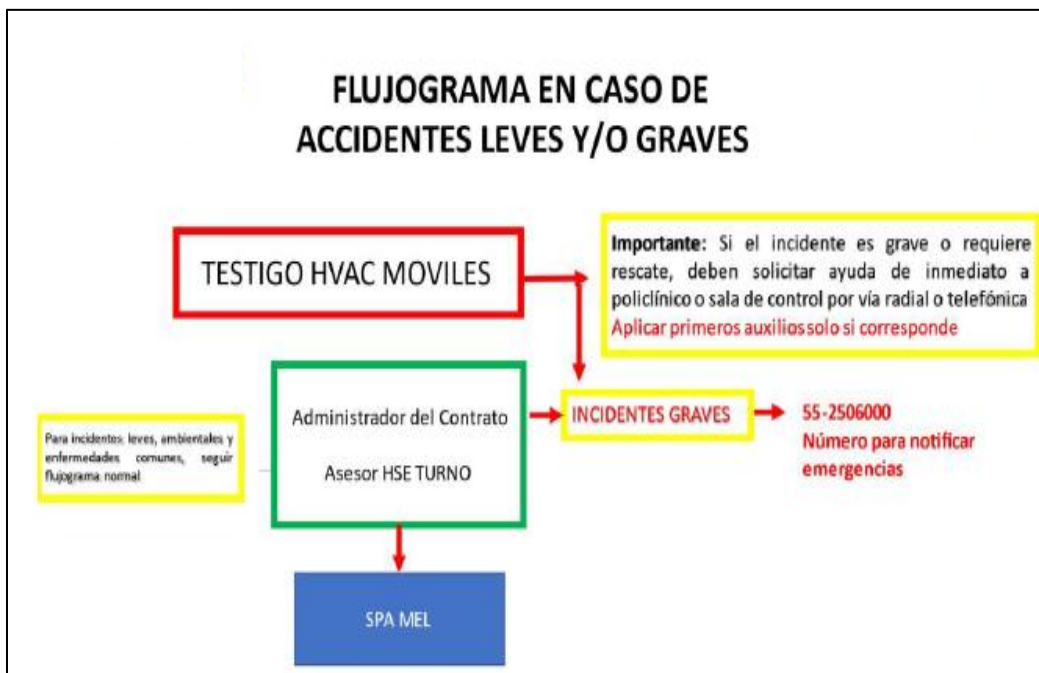 FLUJOGRAMA EN CASO DE
ACCIDENTES LEVES Y/O GRAVES
TESTIGO HVAC MOVILES
Importante: Si el incidente es grave o requiere
rescate, deben solicitar ayuda de inmediato a
policlínico o sala de control por vía radial o telefónica
Aplicar primeros auxilios solo si corresponde
Administrador del Contrato
Asesor HSE TURNO
INCIDENTES GRAVES
55-2506000
Número para notificar
emergencias
Para incidentes leves, ambientales y
enfermedades comunes, seguir
flujograma normal
SPA MEL